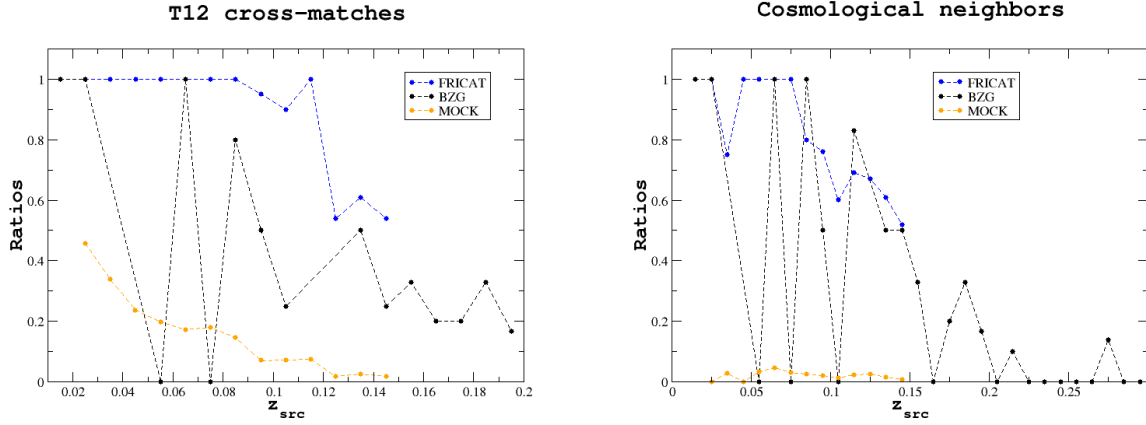 T12 cross-matches
Ratios
1
0.8
0.6
0.4
0.2
0
FRICAT
BZG
MOCK
0.02 0.04 0.06 0.08 0.1 0.12 0.14 0.16 0.18 0.2
z_src
Cosmological neighbors
Ratios
1
0.8
0.6
0.4
0.2
0
FRICAT
BZG
MOCK
0 0.05 0.1 0.15 0.2 0.25
z_src